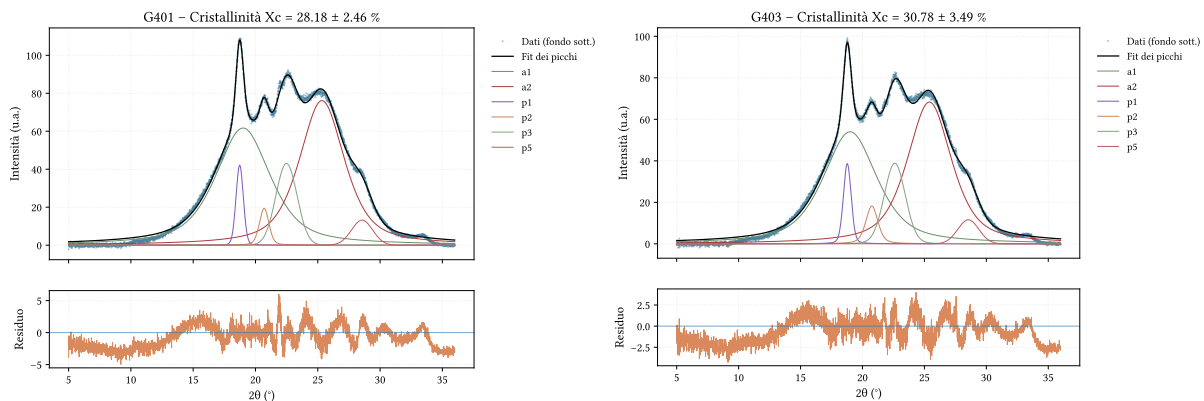 G401 – Cristallinità Xc = 28.18 ± 2.46 %
Intensità (u.a.)
100
80
60
40
20
0
Dati (fondo sott.)
Fit dei picchi
a1
a2
p1
p2
p3
p5
Residuo
5
0
−5
5 10 15 20 25 30 35
2θ (°)
G403 – Cristallinità Xc = 30.78 ± 3.49 %
Intensità (u.a.)
100
80
60
40
20
0
Dati (fondo sott.)
Fit dei picchi
a1
a2
p1
p2
p3
p5
Residuo
2.5
0.0
−2.5
5 10 15 20 25 30 35
2θ (°)